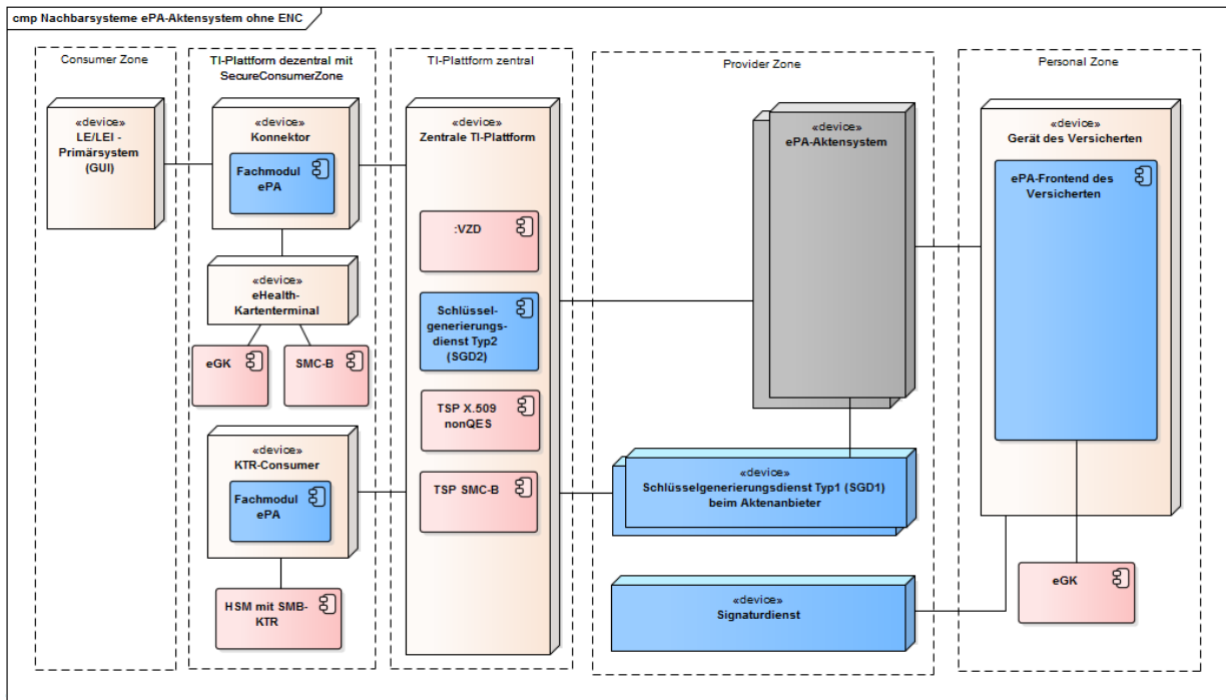 cmp Nachbarsysteme ePA-Aktensystem ohne ENC
Consumer Zone
«device»
LE/LEI -
Primärsystem
(GUI)
TI-Plattform dezentral mit
SecureConsumerZone
«device»
Konnektor
Fachmodul
ePA
«device»
eHealth-
Kartenterminal
eGK
SMC-B
«device»
KTR-Consumer
Fachmodul
ePA
HSM mit SMB-
KTR
TI-Plattform zentral
«device»
Zentrale TI-Plattform
:VZD
Schlüssel-
generierungs-
dienst Typ2
(SGD2)
TSP X.509
nonQES
TSP SMC-B
Provider Zone
«device»
ePA-Aktensystem
«device»
Schlüsselgenerierungsdienst Typ1 (SGD1)
beim Aktenanbieter
«device»
Signaturdienst
Personal Zone
«device»
Gerät des Versicherten
ePA-Frontend des
Versicherten
eGK